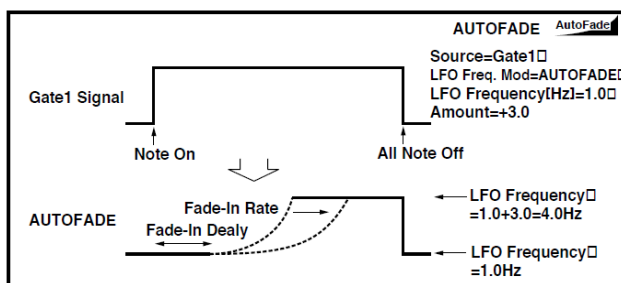 AUTOFADE
AutoFade
Source=Gate1□
LFO Freq. Mod=AUTOFADE□
LFO Frequency[Hz]=1.0□
Amount=+3.0
Gate1 Signal
Note On
All Note Off
AUTOFADE
Fade-In Rate
Fade-In Dealy
LFO Frequency□
=1.0+3.0=4.0Hz
LFO Frequency□
=1.0Hz